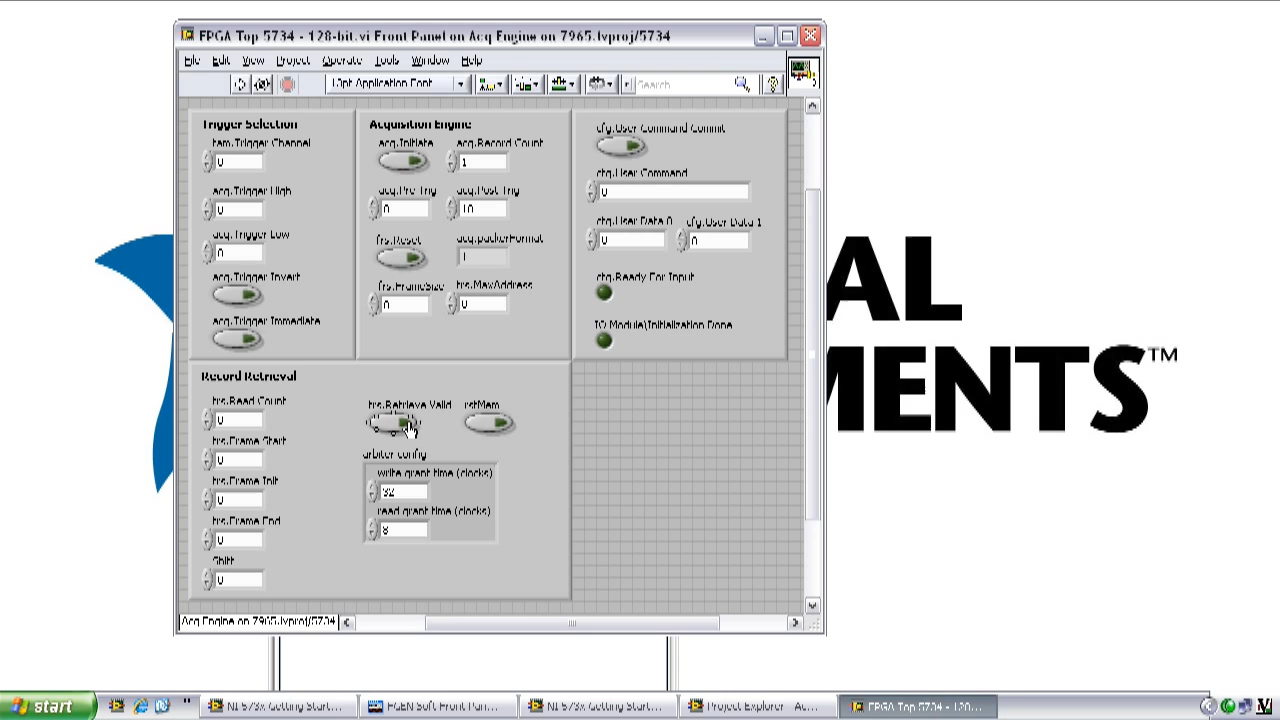 FPGA Top 5734 - 128-bit.vi Front Panel on Acq Engine on 7965.lvproj/5734
File Edit View Project Operate Tools Window Help
13pt Application Font
Search
Trigger Selection
tam.Trigger Channel
0
acq.Trigger High
0
acq.Trigger Low
0
acq.Trigger Invert
acq.Trigger Immediate
Acquisition Engine
acq.Initiate
acq.Record Count
1
acq.Pre Trig
0
acq.Post Trig
10
frs.Reset
acq.packerFormat
1
frs.FrameSize
0
frs.MaxAddress
0
cfg.User Command Commit
cfg.User Command
0
cfg.User Data 0
0
cfg.User Data 1
0
cfg.Ready For Input
IO Module\Initialization Done
Record Retrieval
frs.Read Count
0
frs.Frame Start
0
frs.Frame Init
0
frs.Frame End
0
Shift
0
frs.Retrieve Valid
rstMem
arbiter config
write grant time (clocks)
32
read grant time (clocks)
8
Acq Engine on 7965.lvproj/5734
AL
MENTS™
start
NI 573x Getting Start...
FGEN Soft Front Pan...
NI 573x Getting Start...
Project Explorer - Ac...
FPGA Top 5734 - 128...